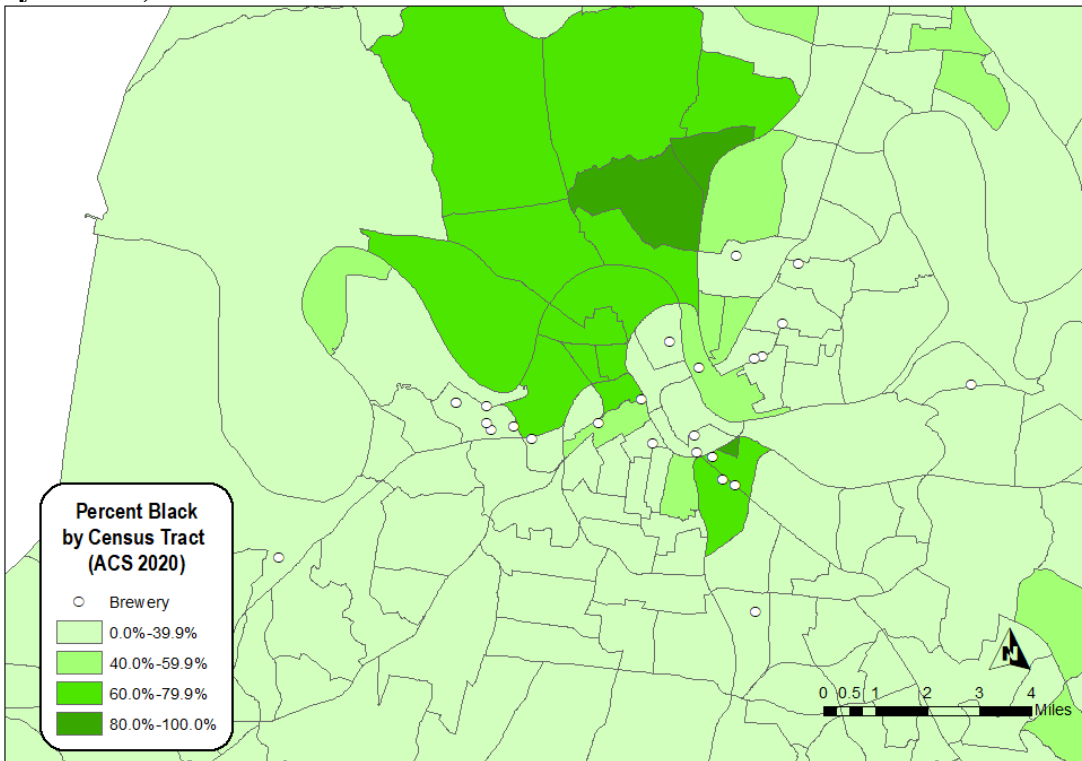 Percent Black
by Census Tract
(ACS 2020)
Brewery
0.0%-39.9%
40.0%-59.9%
60.0%-79.9%
80.0%-100.0%
N
0 0.5 1 2 3 4
Miles